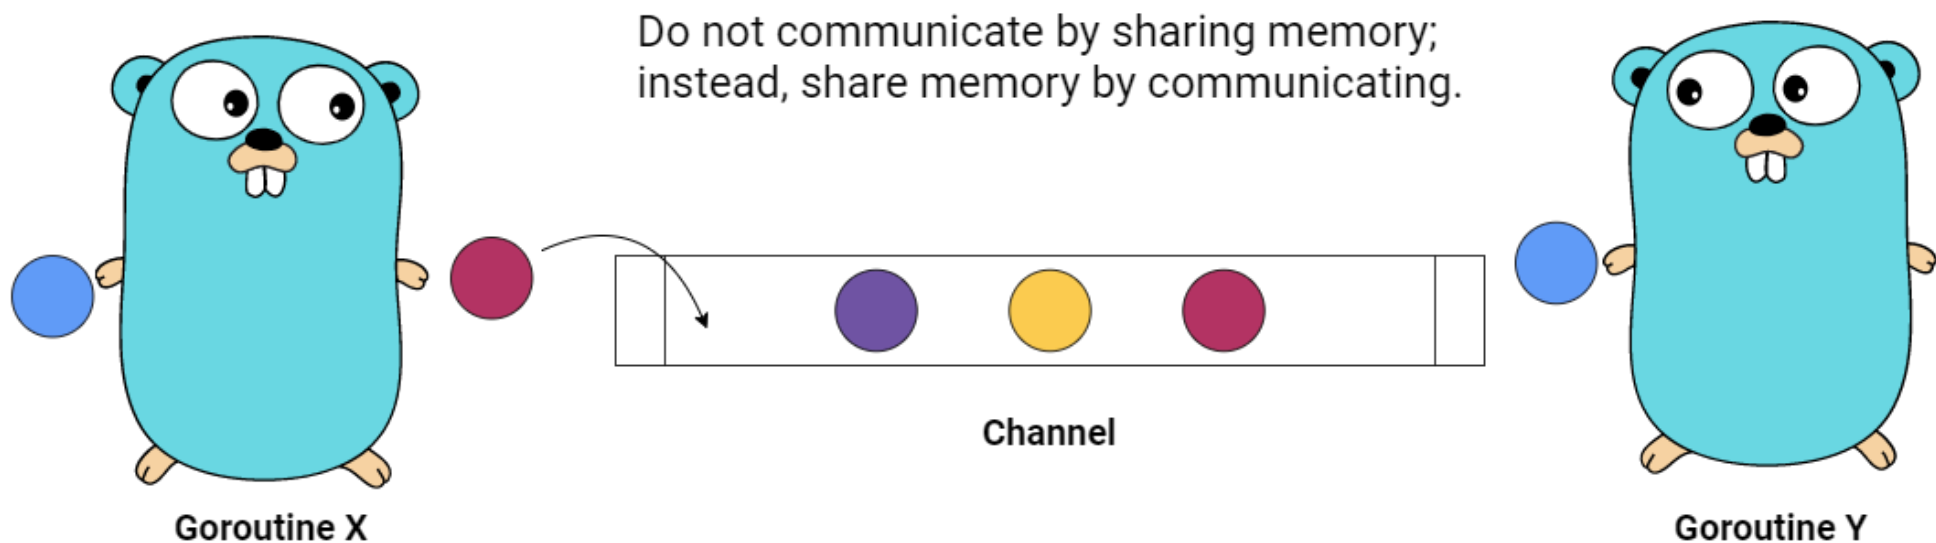 Do not communicate by sharing memory;
instead, share memory by communicating.
Channel
Goroutine X
Goroutine Y